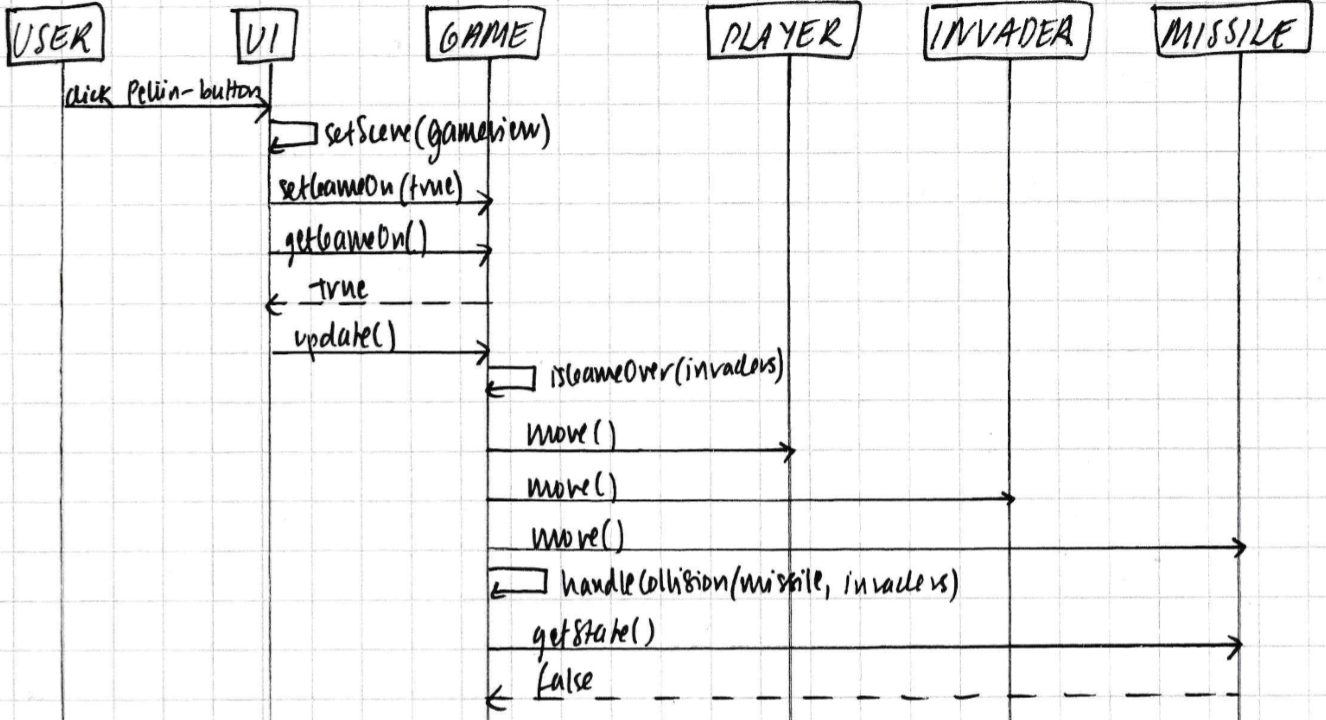 USER UI GAME PLAYER INVADER MISSILE
click Peliin-button
setScene(gameview)
setGameOn(true)
getGameOn()
true
update()
isGameOver(invaders)
move()
move()
move()
handleCollision(missile, invaders)
getState()
false